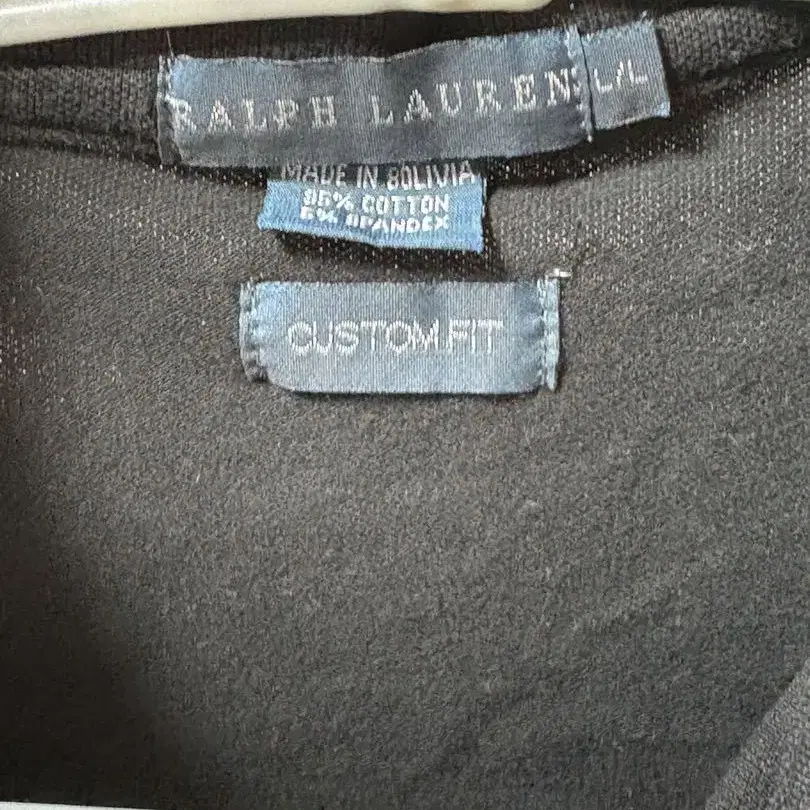 RALPH LAUREN
L/L
MADE IN BOLIVIA
95% COTTON
5% SPANDEX
CUSTOM FIT